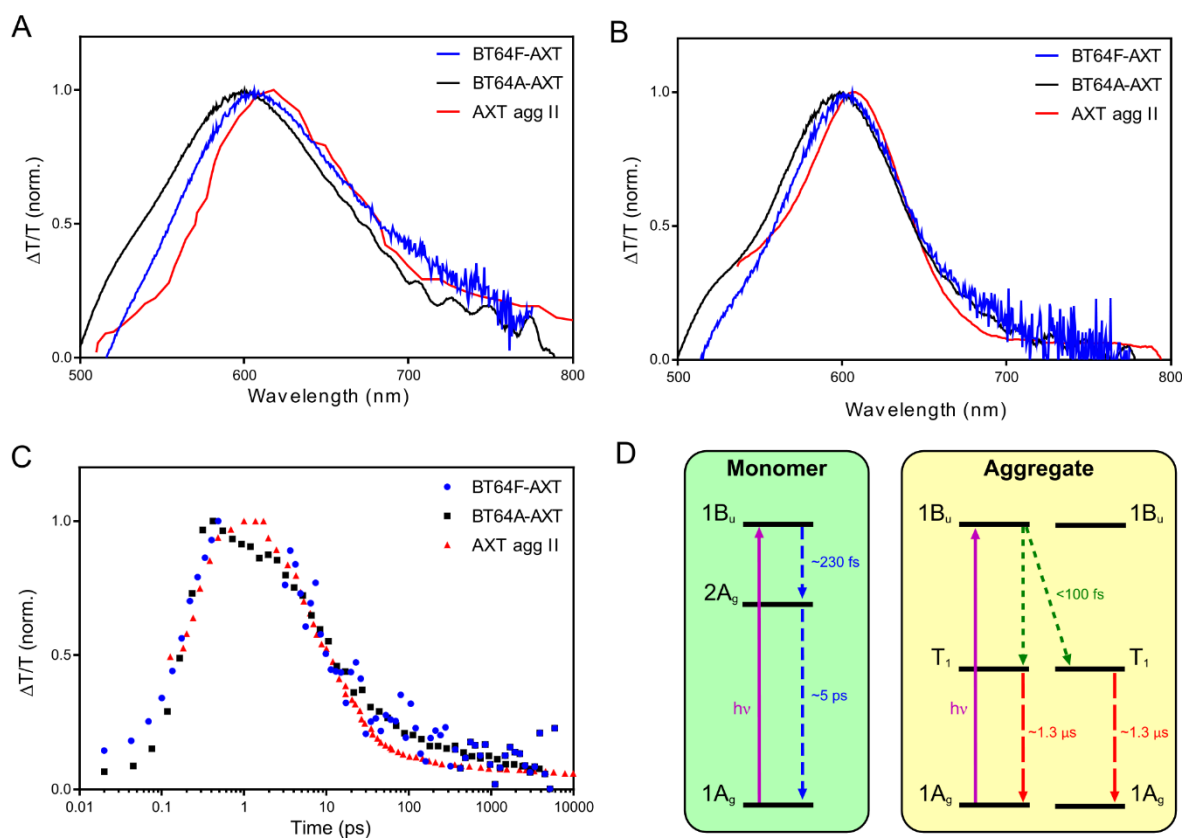 A
BT64F-AXT
BT64A-AXT
AXT agg II
ΔT/T (norm.)
1.0
0.5
0.0
500
600
700
800
Wavelength (nm)
B
BT64F-AXT
BT64A-AXT
AXT agg II
ΔT/T (norm.)
1.0
0.5
0.0
500
600
700
800
Wavelength (nm)
C
BT64F-AXT
BT64A-AXT
AXT agg II
ΔT/T (norm.)
1.0
0.5
0.0
0.01
0.1
1
10
100
1000
10000
Time (ps)
D
Monomer
1Bᵤ
~230 fs
2A_g
hν
~5 ps
1A_g
Aggregate
1Bᵤ
1Bᵤ
<100 fs
T₁
T₁
hν
~1.3 µs
~1.3 µs
1A_g
1A_g